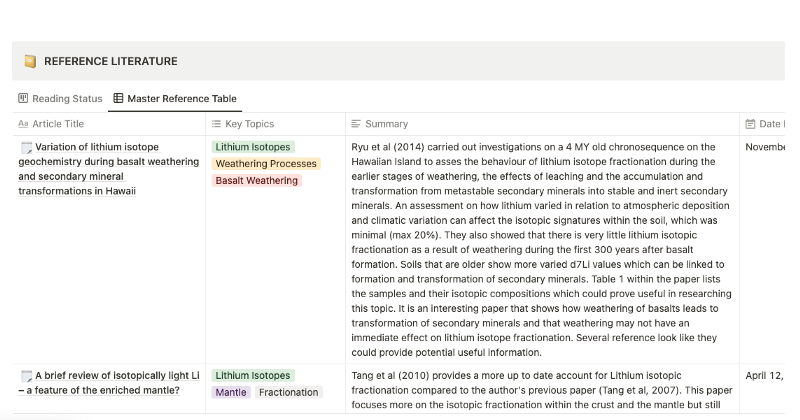 REFERENCE LITERATURE
Reading Status
Master Reference Table
Aa Article Title
Key Topics
Summary
Date
Variation of lithium isotope
geochemistry during basalt weathering
and secondary mineral
transformations in Hawaii
Lithium Isotopes
Weathering Processes
Basalt Weathering
Ryu et al (2014) carried out investigations on a 4 MY old chronosequence on the
Hawaiian Island to asses the behaviour of lithium isotope fractionation during the
earlier stages of weathering, the effects of leaching and the accumulation and
transformation from metastable secondary minerals into stable and inert secondary
minerals. An assessment on how lithium varied in relation to atmospheric deposition
and climatic variation can affect the isotopic signatures within the soil, which was
minimal (max 20%). They also showed that there is very little lithium isotopic
fractionation as a result of weathering during the first 300 years after basalt
formation. Soils that are older show more varied d7Li values which can be linked to
formation and transformation of secondary minerals. Table 1 within the paper lists
the samples and their isotopic compositions which could prove useful in researching
this topic. It is an interesting paper that shows how weathering of basalts leads to
transformation of secondary minerals and that weathering may not have an
immediate effect on lithium isotope fractionation. Several reference look like they
could provide potential useful information.
Novembe
A brief review of isotopically light Li
– a feature of the enriched mantle?
Lithium Isotopes
Mantle
Fractionation
Tang et al (2010) provides a more up to date account for Lithium isotopic
fractionation compared to the author's previous paper (Tang et al, 2007). This paper
focuses more on the isotopic fractionation within the crust and the mantle but still
April 12,